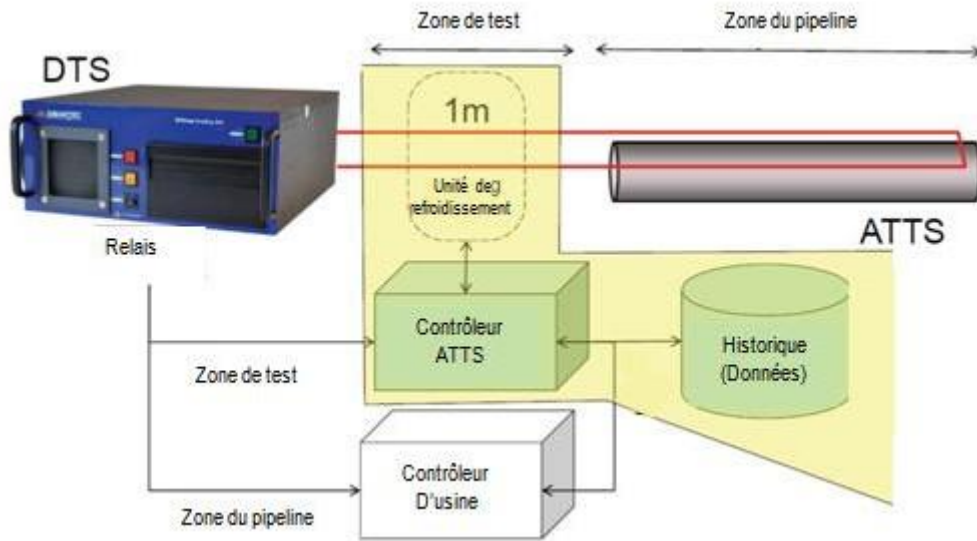 Zone de test
Zone du pipeline
DTS
1m
Unité deg
refroidissement
ATTS
Relais
Contrôleur
ATTS
Historique
(Données)
Zone de test
Contrôleur
D'usine
Zone du pipeline